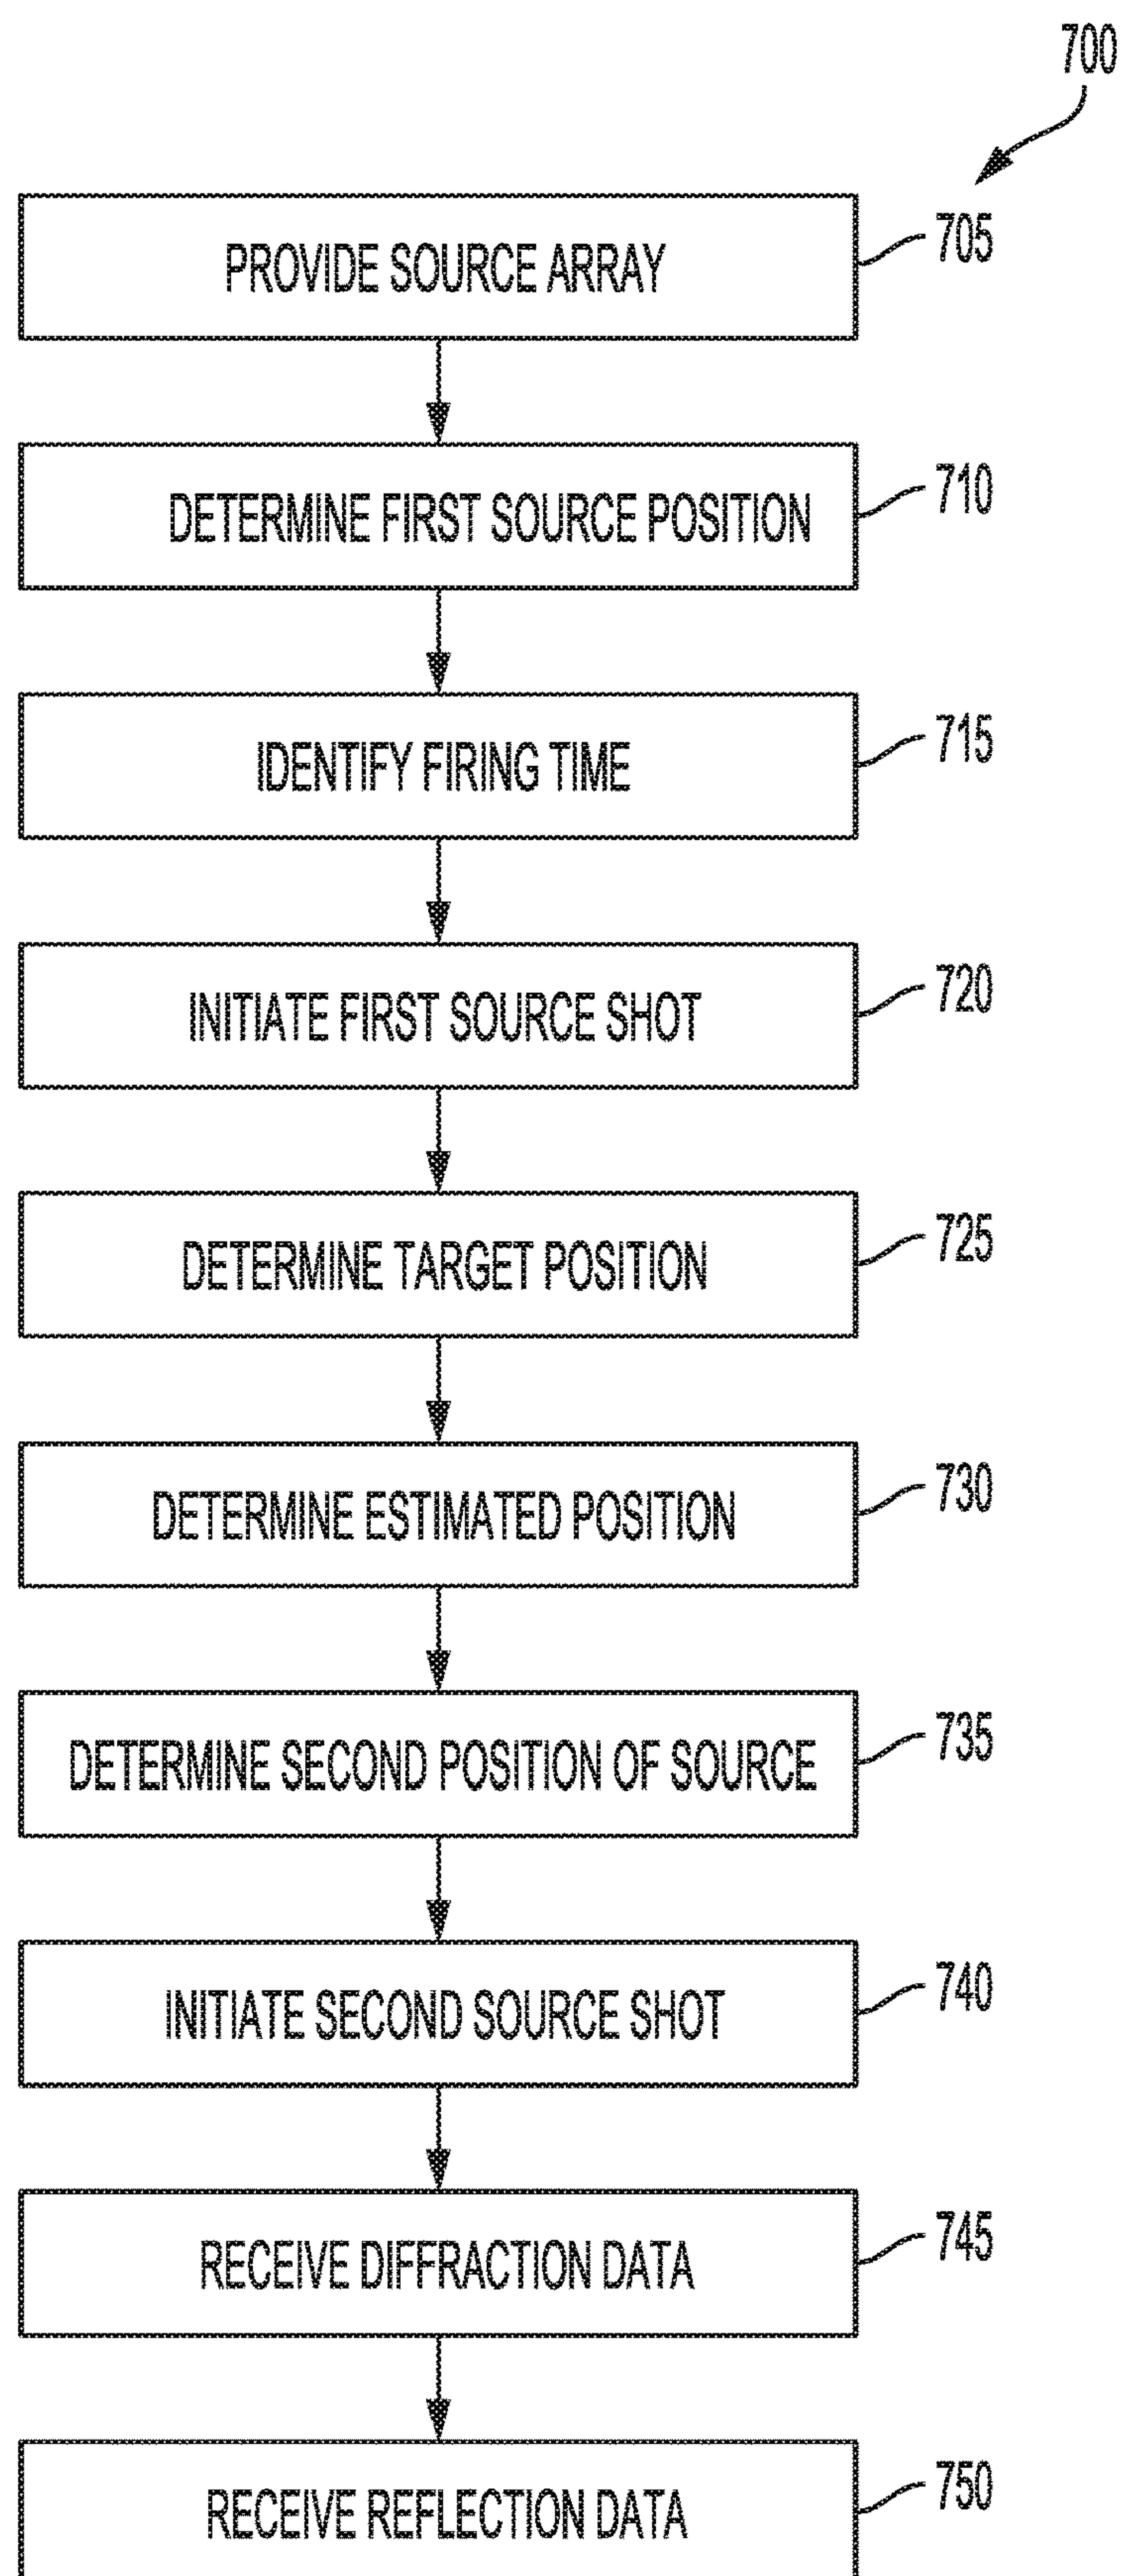 700
PROVIDE SOURCE ARRAY
705
DETERMINE FIRST SOURCE POSITION
710
IDENTIFY FIRING TIME
715
INITIATE FIRST SOURCE SHOT
720
DETERMINE TARGET POSITION
725
DETERMINE ESTIMATED POSITION
730
DETERMINE SECOND POSITION OF SOURCE
735
INITIATE SECOND SOURCE SHOT
740
RECEIVE DIFFRACTION DATA
745
RECEIVE REFLECTION DATA
750